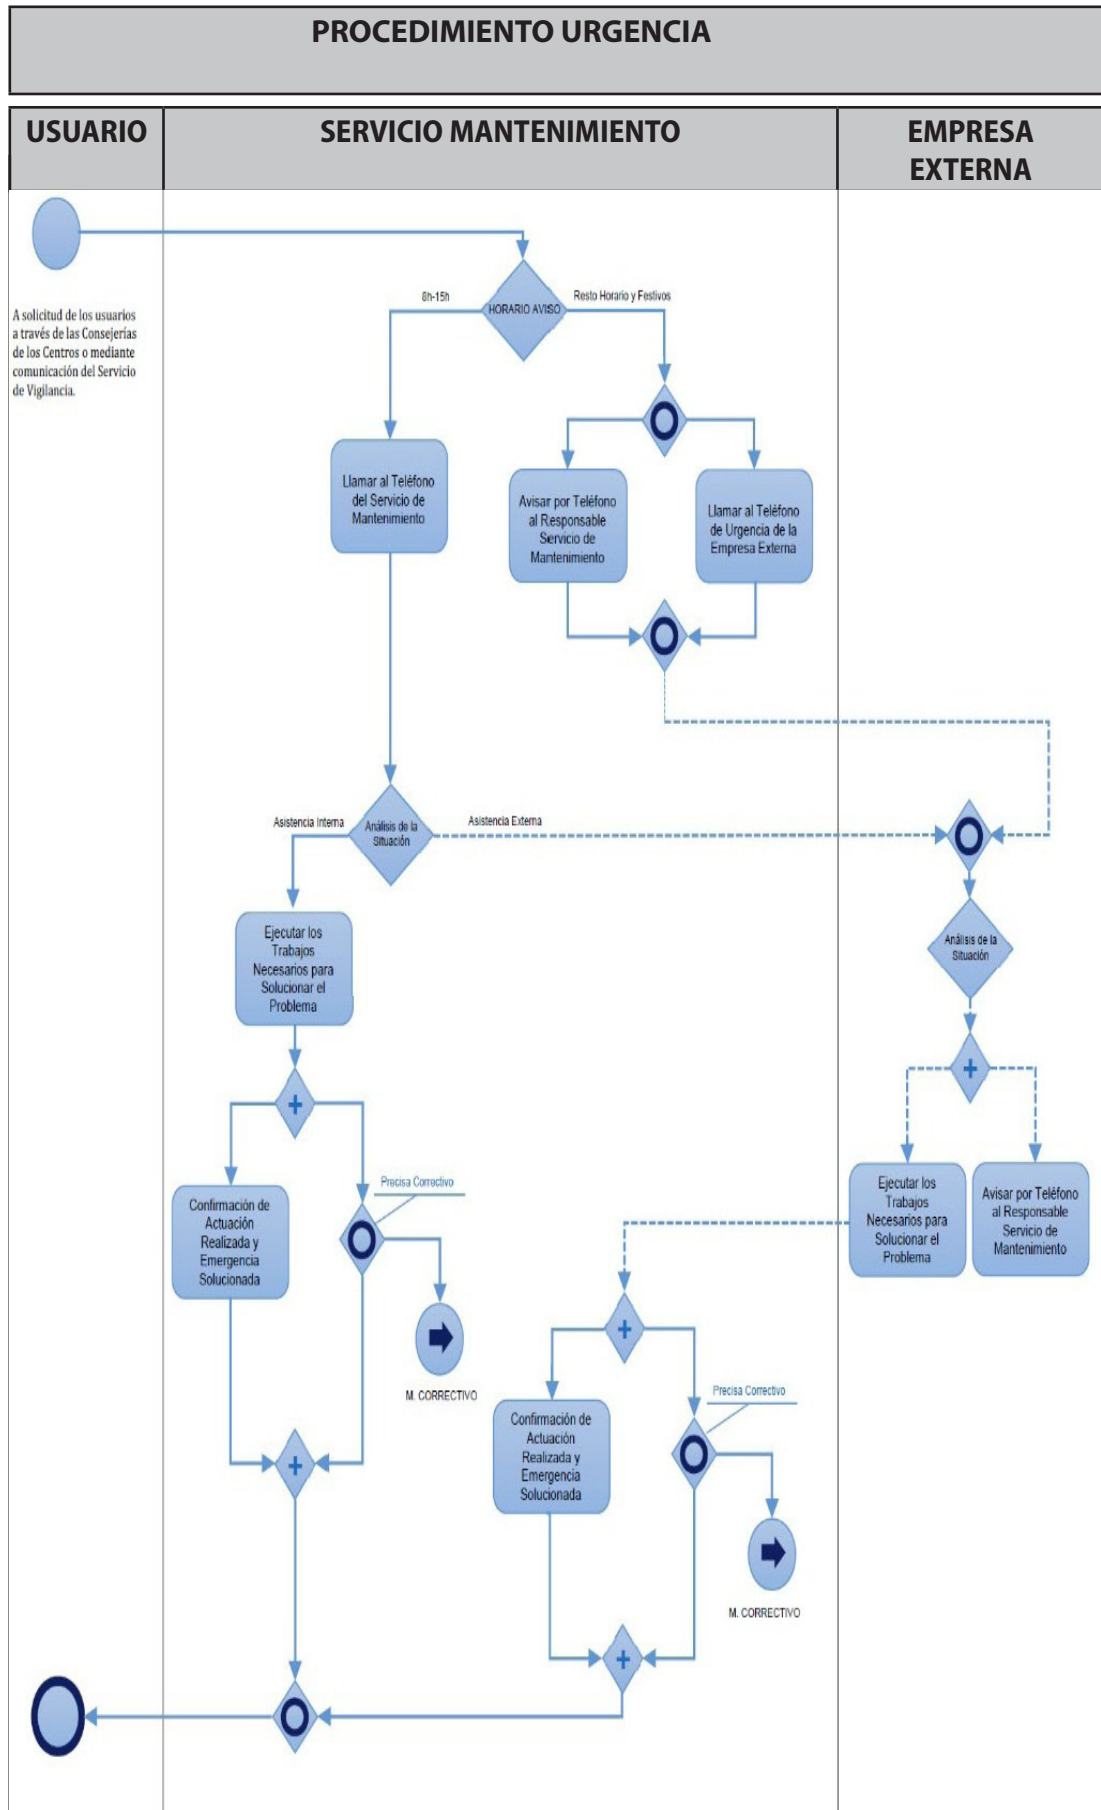 PROCEDIMIENTO URGENCIA
USUARIO
SERVICIO MANTENIMIENTO
EMPRESA
EXTERNA
A solicitud de los usuarios
a través de las Consejerías
de los Centros o mediante
comunicación del Servicio
de Vigilancia.
8h-15h
HORARIO AVISO
Resto Horario y Festivos
Llamar al Teléfono
del Servicio de
Mantenimiento
Avisar por Teléfono
al Responsable
Servicio de
Mantenimiento
Llamar al Teléfono
de Urgencia de la
Empresa Externa
Asistencia Interna
Análisis de la
Situación
Asistencia Externa
Análisis de la
Situación
Ejecutar los
Trabajos
Necesarios para
Solucionar el
Problema
Ejecutar los
Trabajos
Necesarios para
Solucionar el
Problema
Avisar por Teléfono
al Responsable
Servicio de
Mantenimiento
Confirmación de
Actuación
Realizada y
Emergencia
Solucionada
Precisa Correctivo
M. CORRECTIVO
Confirmación de
Actuación
Realizada y
Emergencia
Solucionada
Precisa Correctivo
M. CORRECTIVO